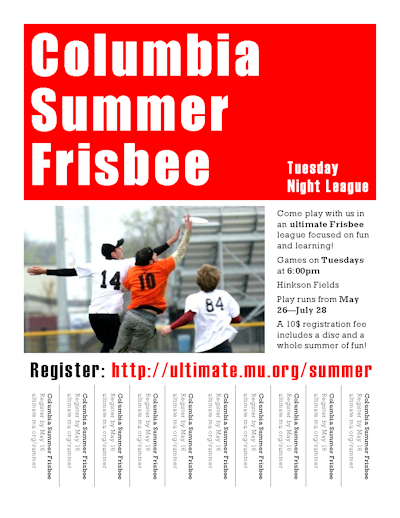 Columbia
Summer
Frisbee
Tuesday
Night League
14
10
84
Come play with us in
an ultimate Frisbee
league focused on fun
and learning!
Games on Tuesdays
at 6:00pm
Hinkson Fields
Play runs from May
26—July 28
A 10$ registration fee
includes a disc and a
whole summer of fun!
Register: http://ultimate.mu.org/summer
Columbia Summer Frisbee
Register by May 16
ultimate.mu.org/summer
Columbia Summer Frisbee
Register by May 16
ultimate.mu.org/summer
Columbia Summer Frisbee
Register by May 16
ultimate.mu.org/summer
Columbia Summer Frisbee
Register by May 16
ultimate.mu.org/summer
Columbia Summer Frisbee
Register by May 16
ultimate.mu.org/summer
Columbia Summer Frisbee
Register by May 16
ultimate.mu.org/summer
Columbia Summer Frisbee
Register by May 16
ultimate.mu.org/summer
Columbia Summer Frisbee
Register by May 16
ultimate.mu.org/summer
Columbia Summer Frisbee
Register by May 16
ultimate.mu.org/summer
Columbia Summer Frisbee
Register by May 16
ultimate.mu.org/summer